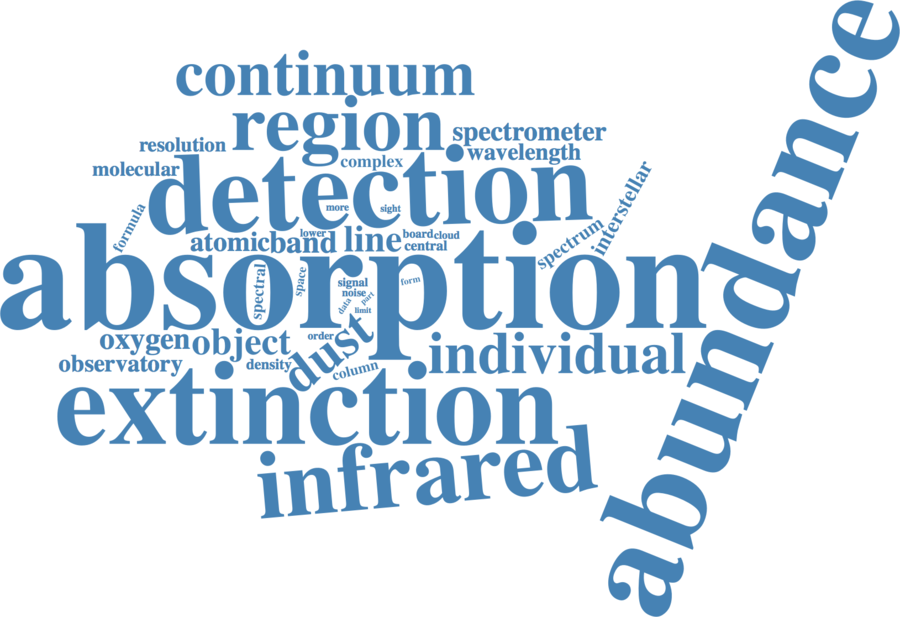 continuum
region
spectrometer
resolution
wavelength
complex
molecular
detection
interstellar
more
sight
formula
spectrum
lower
board
cloud
atomic
band
line
central
absorption
abundance
spectral
space
signal
form
noise
data
part
limit
oxygen
object
order
dust
individual
observatory
density
column
extinction
infrared